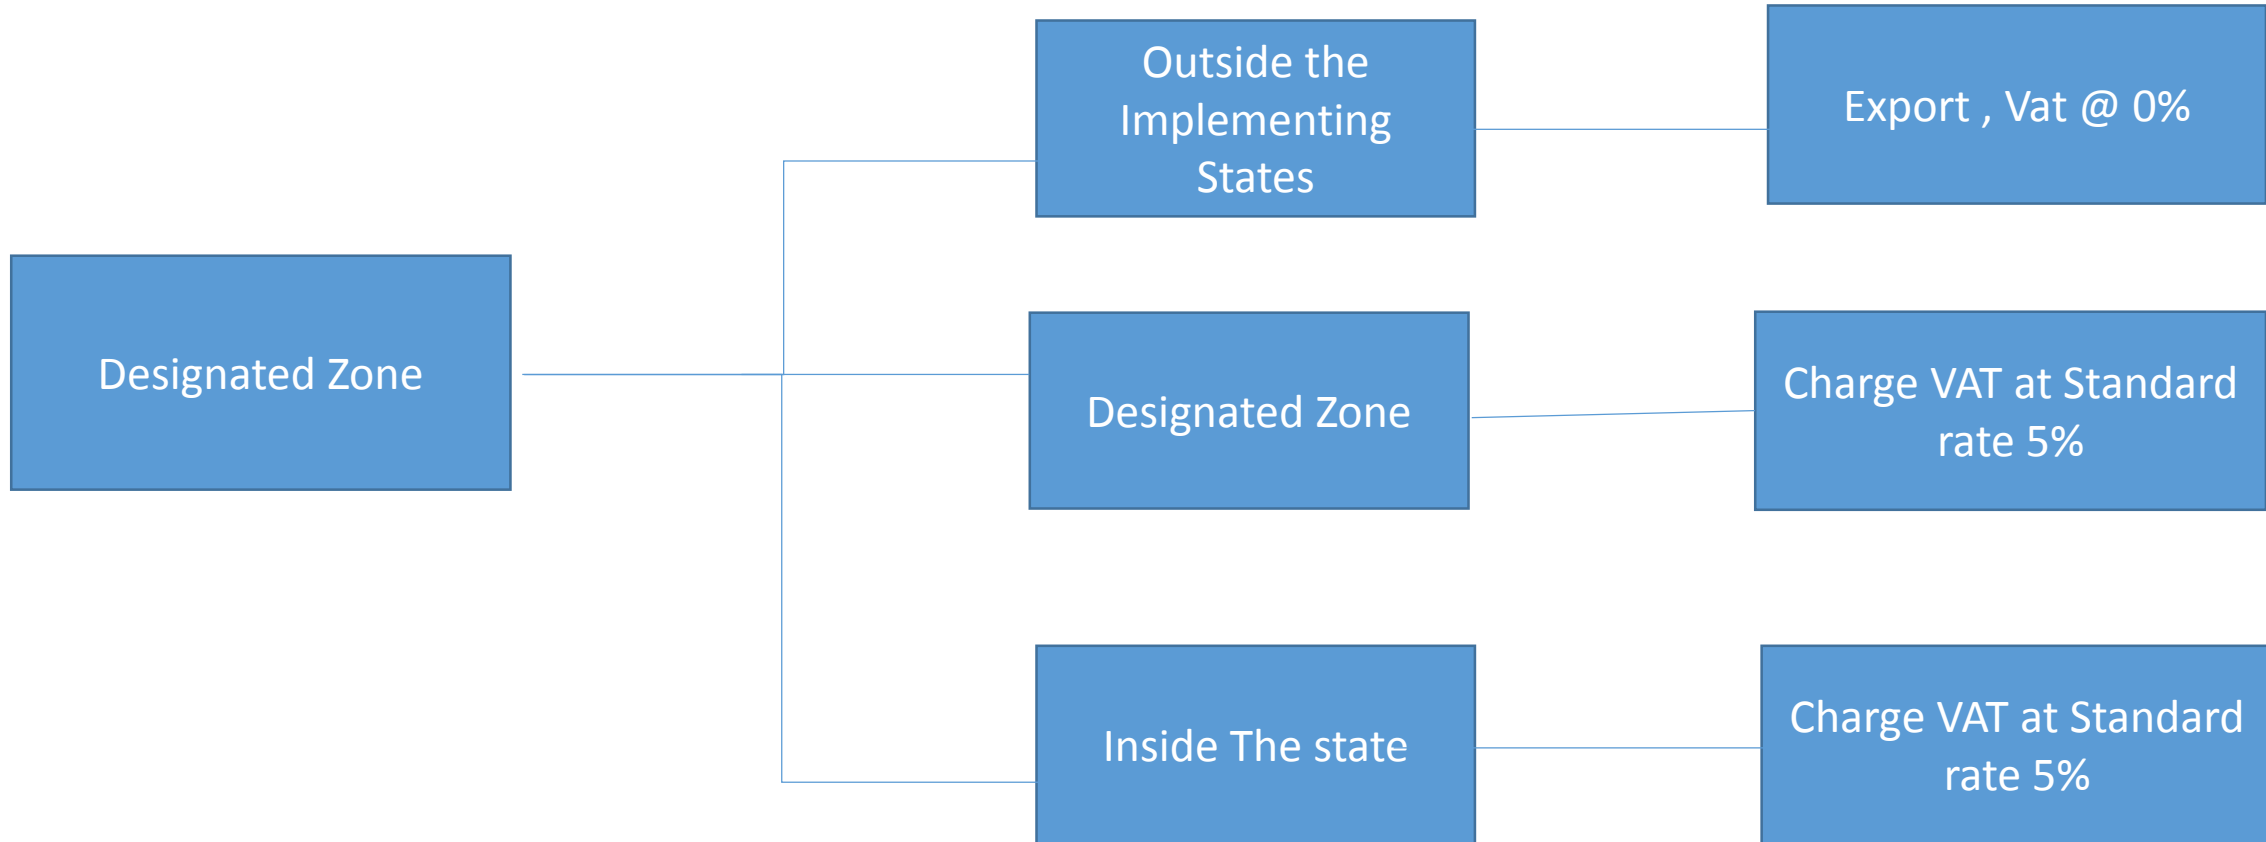 Designated Zone
Outside the
Implementing
States
Export , Vat @ 0%
Designated Zone
Charge VAT at Standard
rate 5%
Inside The state
Charge VAT at Standard
rate 5%